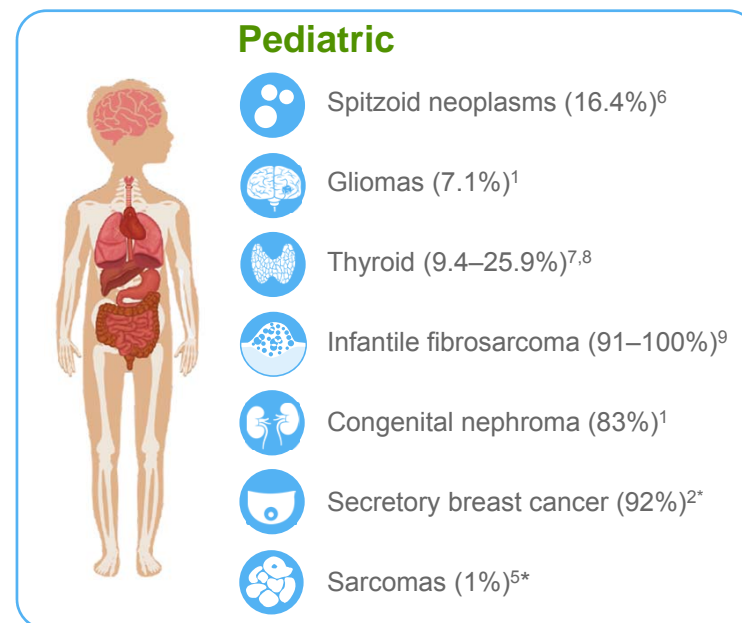 Pediatric
Spitzoid neoplasms (16.4%)⁶
Gliomas (7.1%)¹
Thyroid (9.4–25.9%)⁷,⁸
Infantile fibrosarcoma (91–100%)⁹
Congenital nephroma (83%)¹
Secretory breast cancer (92%)²*
Sarcomas (1%)⁵*